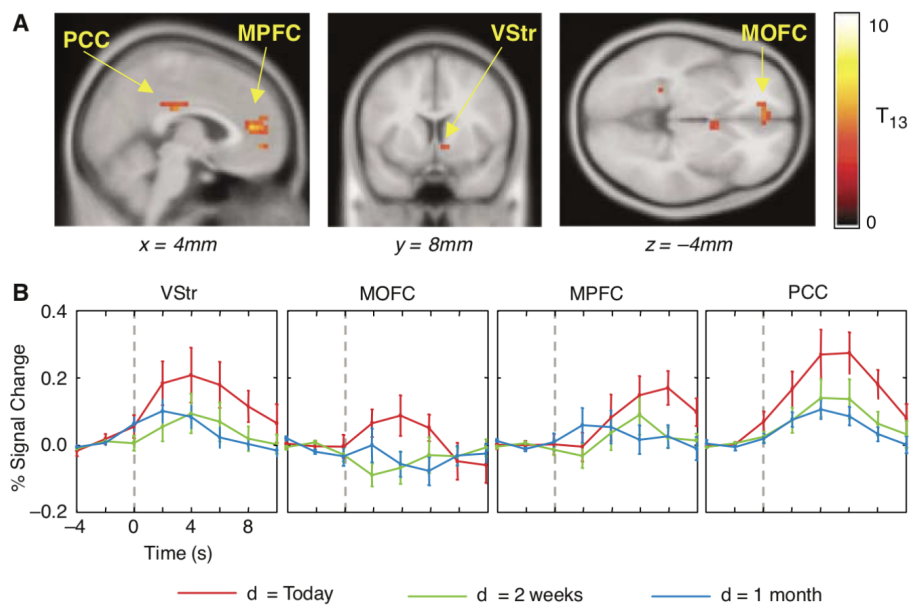 A
PCC
MPFC
VStr
MOFC
10
T13
0
x = 4mm
y = 8mm
z = −4mm
B
VStr
MOFC
MPFC
PCC
% Signal Change
0.4
0.2
0.0
−0.2
−4
0
4
8
Time (s)
d = Today
d = 2 weeks
d = 1 month